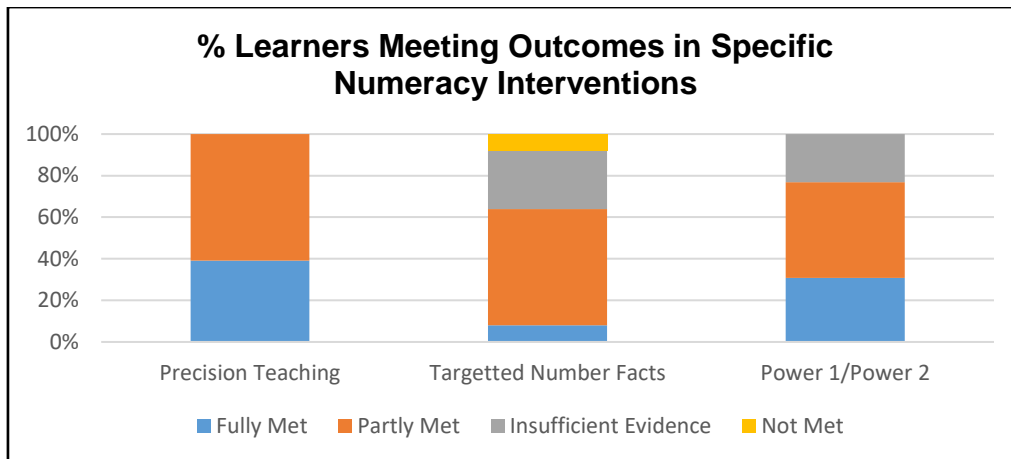 % Learners Meeting Outcomes in Specific
Numeracy Interventions
100%
80%
60%
40%
20%
0%
Precision Teaching Targetted Number Facts Power 1/Power 2
Fully Met Partly Met Insufficient Evidence Not Met